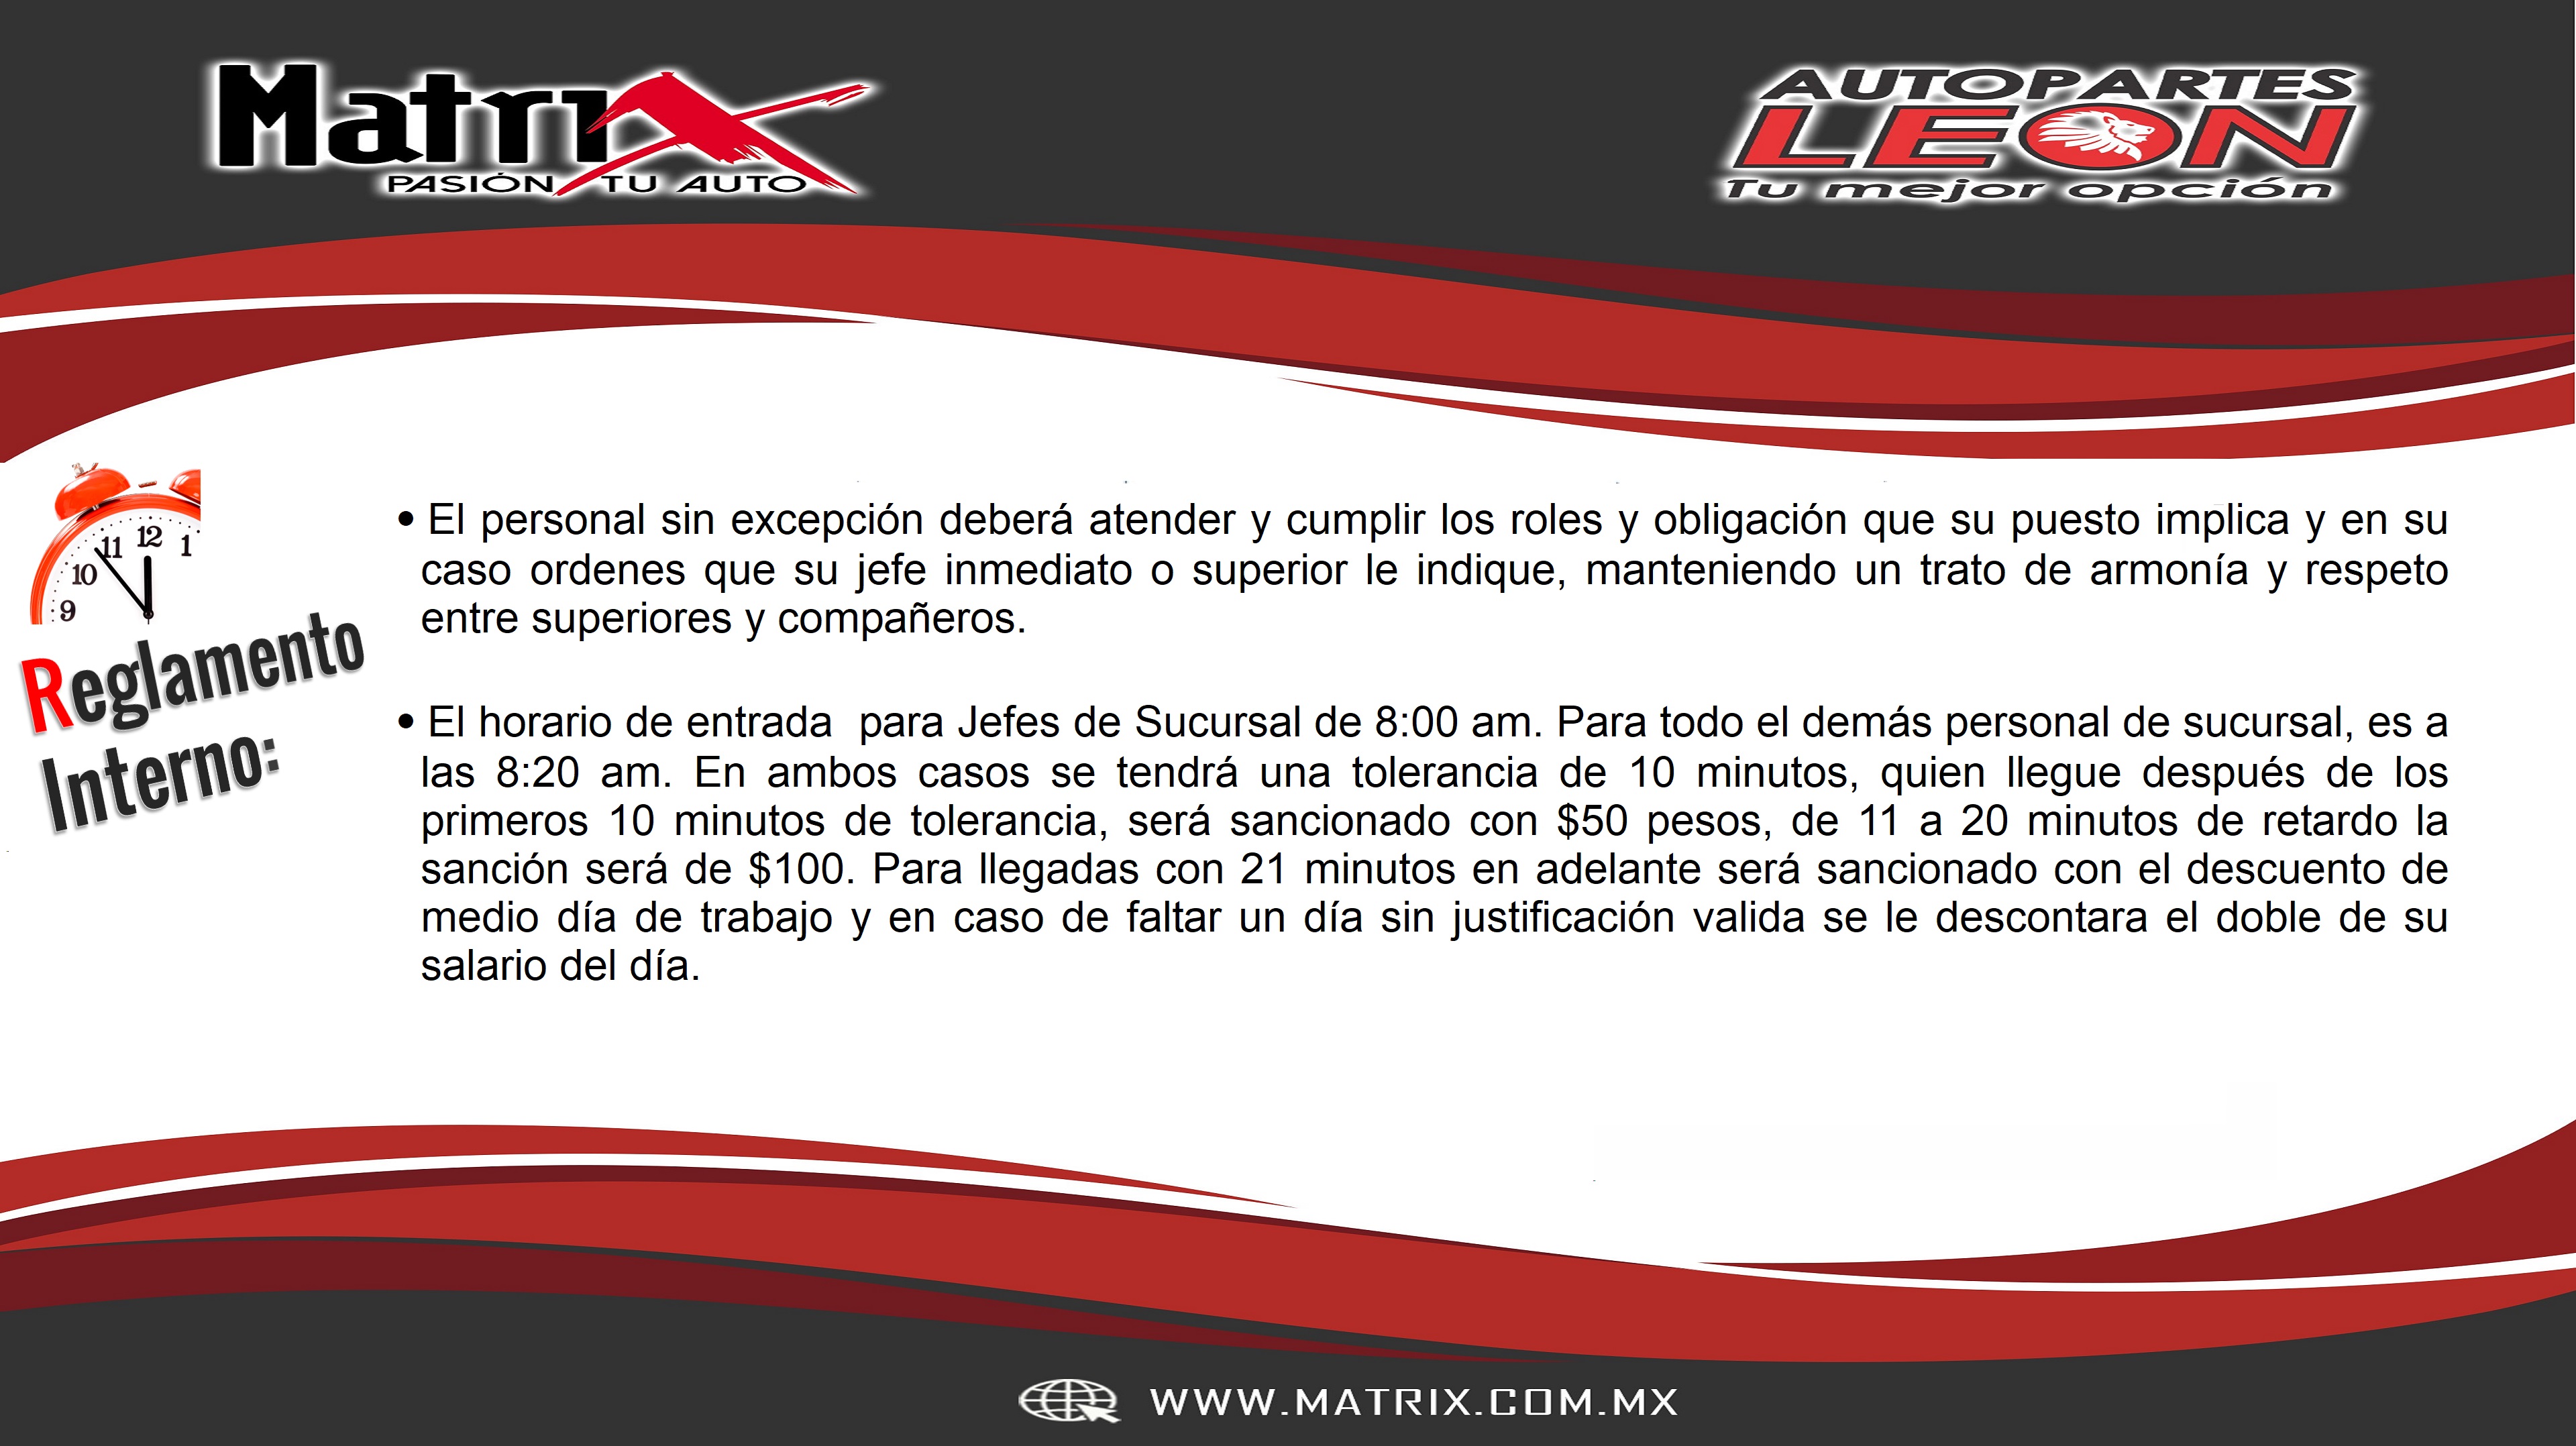 Matrix
PASIÓN TU AUTO
AUTOPARTES
LEON
Tu mejor opción
12
11
1
10
9
Reglamento
Interno:
• El personal sin excepción deberá atender y cumplir los roles y obligación que su puesto implica y en su
caso ordenes que su jefe inmediato o superior le indique, manteniendo un trato de armonía y respeto
entre superiores y compañeros.
• El horario de entrada  para Jefes de Sucursal de 8:00 am. Para todo el demás personal de sucursal, es a
las 8:20 am. En ambos casos se tendrá una tolerancia de 10 minutos, quien llegue después de los
primeros 10 minutos de tolerancia, será sancionado con $50 pesos, de 11 a 20 minutos de retardo la
sanción será de $100. Para llegadas con 21 minutos en adelante será sancionado con el descuento de
medio día de trabajo y en caso de faltar un día sin justificación valida se le descontara el doble de su
salario del día.
WWW.MATRIX.COM.MX